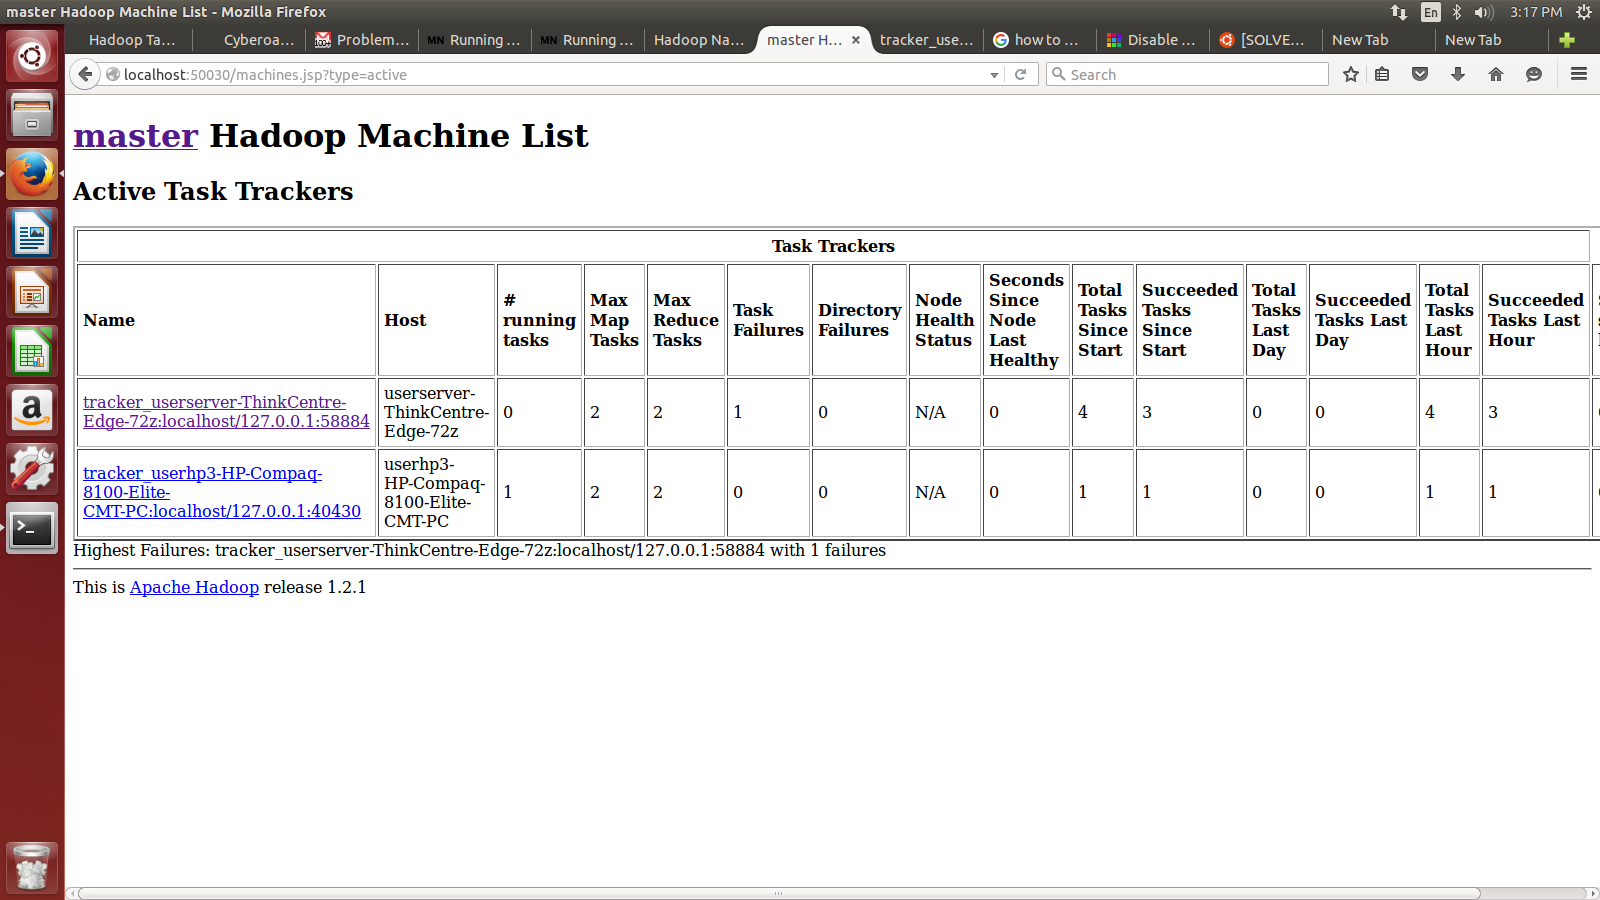 master Hadoop Machine List - Mozilla Firefox
En
3:17 PM
Hadoop Ta...
Cyberoa...
Problem...
MN Running ...
MN Running ...
Hadoop Na...
master H...
tracker_use...
how to ...
Disable ...
[SOLVE...
New Tab
New Tab
localhost:50030/machines.jsp?type=active
Search
master Hadoop Machine List
Active Task Trackers
Task Trackers
Name
Host
#
running
tasks
Max
Map
Tasks
Max
Reduce
Tasks
Task
Failures
Directory
Failures
Node
Health
Status
Seconds
Since
Node
Last
Healthy
Total
Tasks
Since
Start
Succeeded
Tasks
Since
Start
Total
Tasks
Last
Day
Succeeded
Tasks Last
Day
Total
Tasks
Last
Hour
Succeeded
Tasks Last
Hour
tracker_userserver-ThinkCentre-
Edge-72z:localhost/127.0.0.1:58884
userserver-
ThinkCentre-
Edge-72z
0
2
2
1
0
N/A
0
4
3
0
0
4
3
tracker_userhp3-HP-Compaq-
8100-Elite-
CMT-PC:localhost/127.0.0.1:40430
userhp3-
HP-Compaq-
8100-Elite-
CMT-PC
1
2
2
0
0
N/A
0
1
1
0
0
1
1
Highest Failures: tracker_userserver-ThinkCentre-Edge-72z:localhost/127.0.0.1:58884 with 1 failures
This is Apache Hadoop release 1.2.1